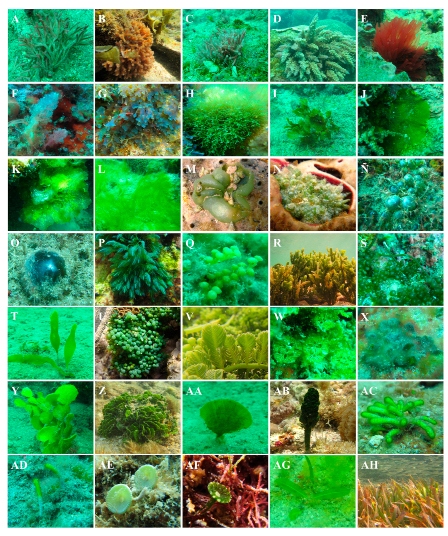 A B C D E
F G H I J
K L M N Ñ
O P Q R S
T U V W X
Y Z AA AB AC
AD AE AF AG AH